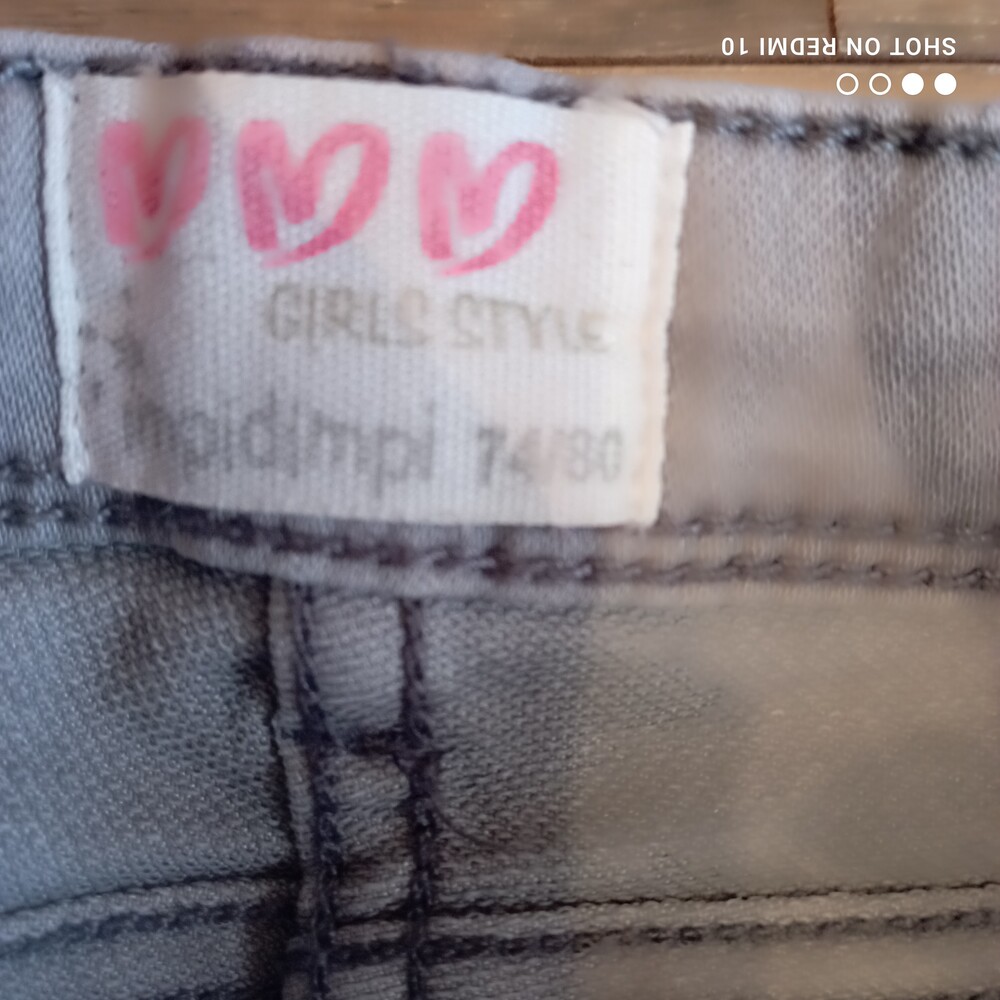 SHOT ON REDMI 10
GIRLS STYLE
impidimpi 74/80